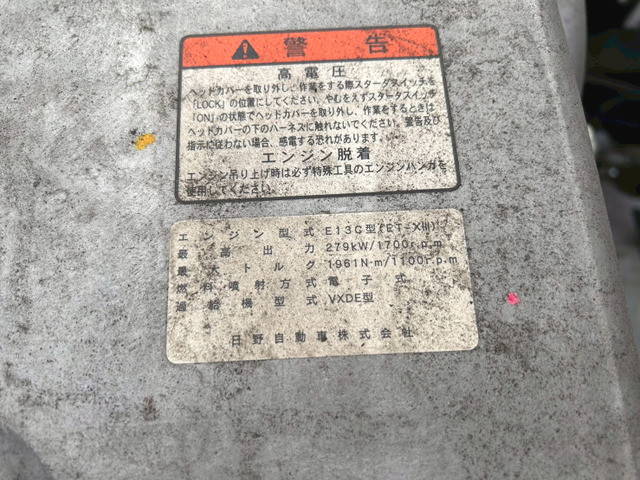 警告
高電圧
ヘッドカバーを取り外し、作業をする際スタータスイッチを
「LOCK」の位置にしてください。やむをえずスタータスイッチ
「ON」の状態でヘッドカバーを取り外し、作業をするときは
ヘッドカバーの下のハーネスに触れないでください。警告及び
指示に従わない場合、感電する恐れがあります。
エンジン脱着
エンジン吊り上げ時は必ず特殊工具のエンジンハンガを
使用してください。
エンジン型式 E13C型(ET-XIII)
最高出力 279kW/1700r.p.m
最大トルク 1961N·m/1100r.p.m
燃料噴射方式 電子式
過給機型式 VXDE型
日野自動車株式会社